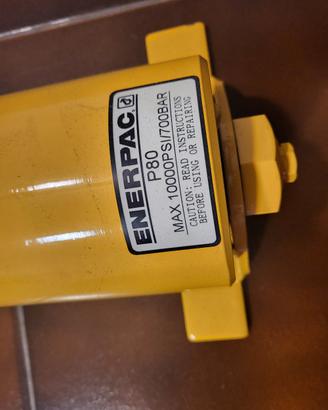 ENERPAC.
P80
MAX 10000PSI/700BAR
CAUTION: READ INSTRUCTIONS
BEFORE USING OR REPAIRING